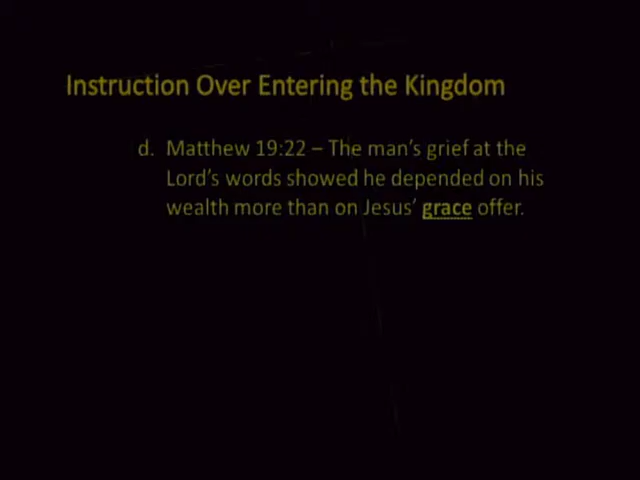 Instruction Over Entering the Kingdom
d. Matthew 19:22 – The man's grief at the
Lord's words showed he depended on his
wealth more than on Jesus' grace offer.